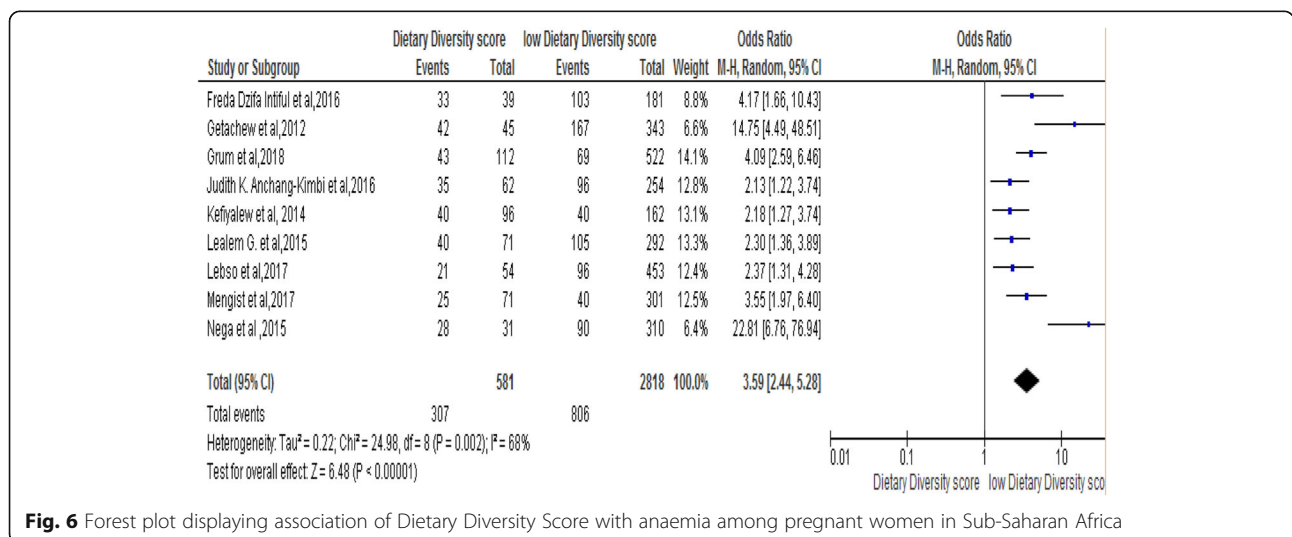 Dietary Diversity score low Dietary Diversity score Odds Ratio Odds Ratio
Study or Subgroup Events Total Events Total Weight M-H, Random, 95% CI M-H, Random, 95% CI
Freda Dzifa Intiful et al,2016 33 39 103 181 8.8% 4.17 [1.66, 10.43]
Getachew et al,2012 42 45 167 343 6.6% 14.75 [4.49, 48.51]
Grum et al,2018 43 112 69 522 14.1% 4.09 [2.59, 6.46]
Judith K. Anchang-Kimbi et al,2016 35 62 96 254 12.8% 2.13 [1.22, 3.74]
Kefiyalew et al, 2014 40 96 40 162 13.1% 2.18 [1.27, 3.74]
Lealem G. et al,2015 40 71 105 292 13.3% 2.30 [1.36, 3.89]
Lebso et al,2017 21 54 96 453 12.4% 2.37 [1.31, 4.28]
Mengist et al,2017 25 71 40 301 12.5% 3.55 [1.97, 6.40]
Nega et al ,2015 28 31 90 310 6.4% 22.81 [6.76, 76.94]
Total (95% CI) 581 2818 100.0% 3.59 [2.44, 5.28]
Total events 307 806
Heterogeneity: Tau² = 0.22; Chi² = 24.98, df = 8 (P = 0.002); I² = 68%
Test for overall effect: Z = 6.48 (P < 0.00001)
0.01 0.1 1 10
Dietary Diversity score low Dietary Diversity sco
Fig. 6 Forest plot displaying association of Dietary Diversity Score with anaemia among pregnant women in Sub-Saharan Africa